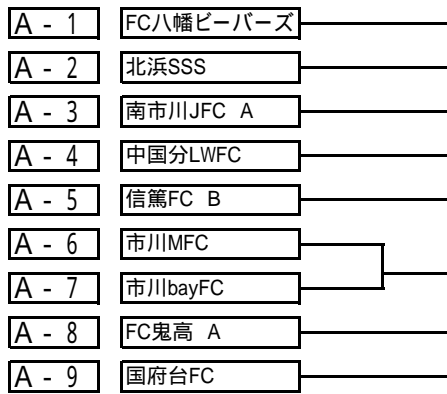 A - 1 FC八幡ビーバーズ
A - 2 北浜SSS
A - 3 南市川JFC A
A - 4 中国分LWFC
A - 5 信篤FC B
A - 6 市川MFC
A - 7 市川bayFC
A - 8 FC鬼高 A
A - 9 国府台FC